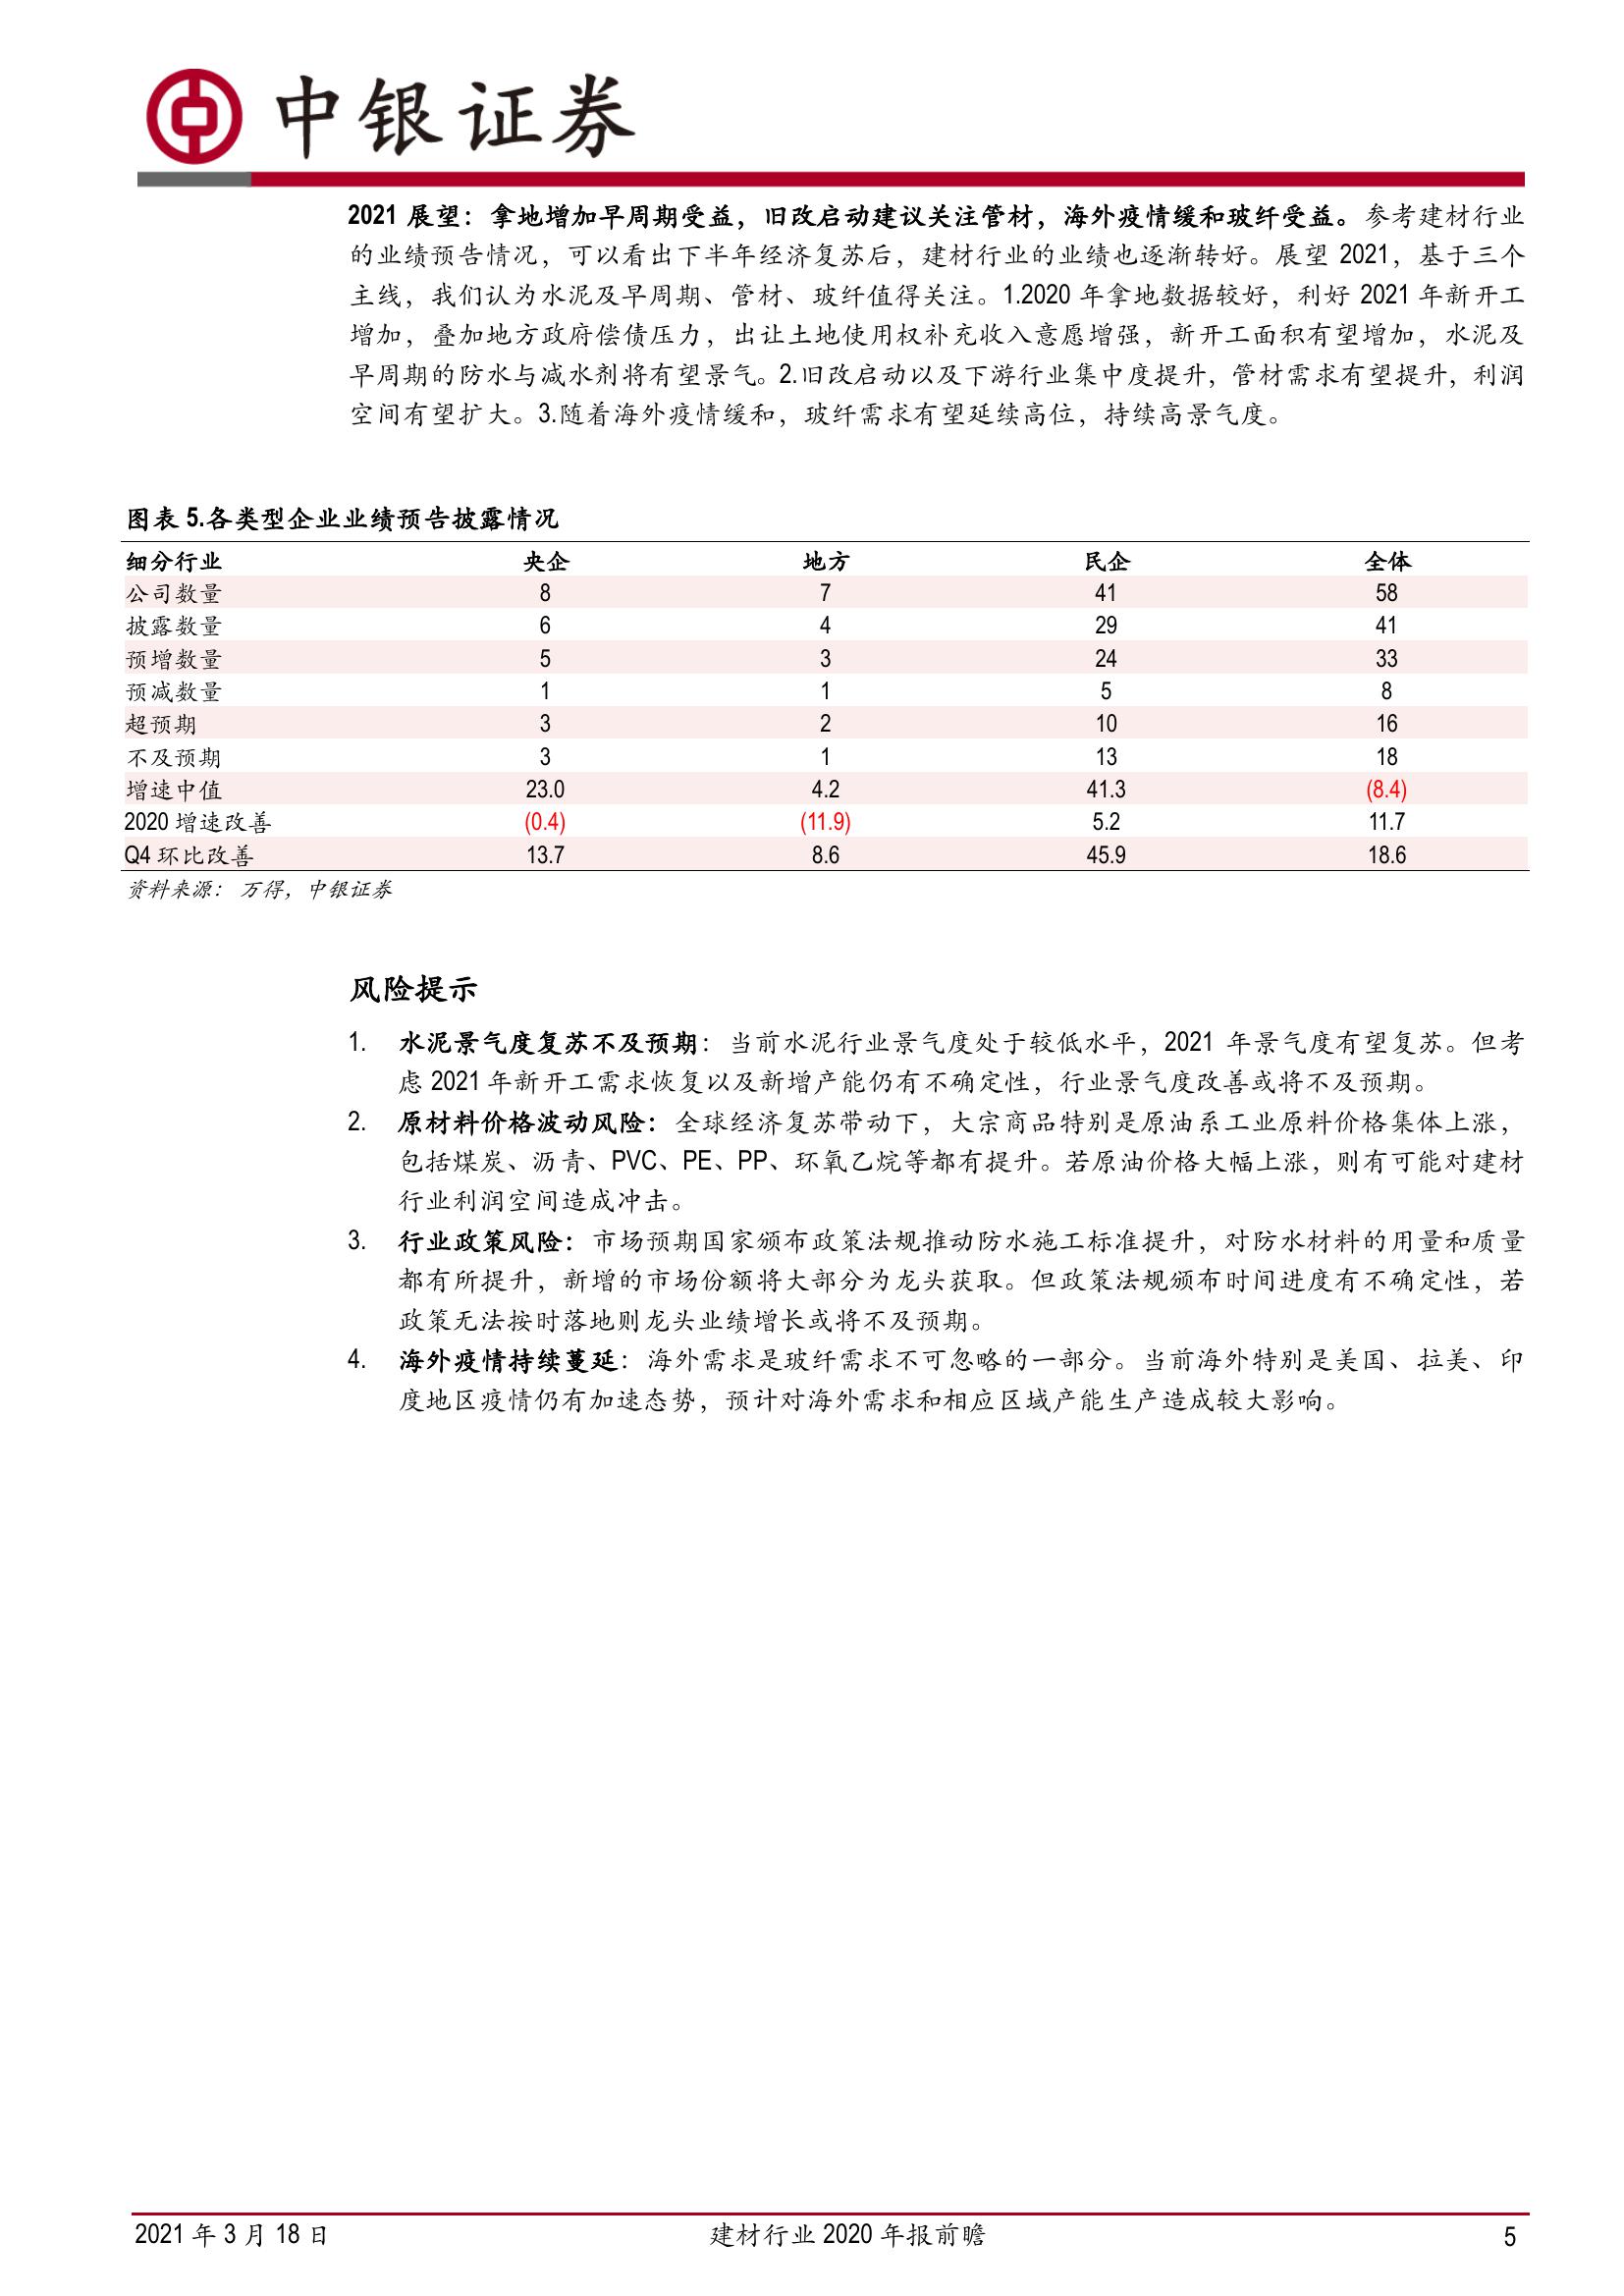 中银证券
2021 展望：拿地增加早周期受益，旧改启动建议关注管材，海外疫情缓和玻纤受益。参考建材行业
的业绩预告情况，可以看出下半年经济复苏后，建材行业的业绩也逐渐转好。展望 2021，基于三个
主线，我们认为水泥及早周期、管材、玻纤值得关注。1.2020 年拿地数据较好，利好 2021 年新开工
增加，叠加地方政府偿债压力，出让土地使用权补充收入意愿增强，新开工面积有望增加，水泥及
早周期的防水与减水剂将有望景气。2.旧改启动以及下游行业集中度提升，管材需求有望提升，利润
空间有望扩大。3.随着海外疫情缓和，玻纤需求有望延续高位，持续高景气度。
图表 5.各类型企业业绩预告披露情况
细分行业 央企 地方 民企 全体
公司数量 8 7 41 58
披露数量 6 4 29 41
预增数量 5 3 24 33
预减数量 1 1 5 8
超预期 3 2 10 16
不及预期 3 1 13 18
增速中值 23.0 4.2 41.3 (8.4)
2020 增速改善 (0.4) (11.9) 5.2 11.7
Q4 环比改善 13.7 8.6 45.9 18.6
资料来源：万得，中银证券
风险提示
1. 水泥景气度复苏不及预期：当前水泥行业景气度处于较低水平，2021 年景气度有望复苏。但考
虑 2021 年新开工需求恢复以及新增产能仍有不确定性，行业景气度改善或将不及预期。
2. 原材料价格波动风险：全球经济复苏带动下，大宗商品特别是原油系工业原料价格集体上涨，
包括煤炭、沥青、PVC、PE、PP、环氧乙烷等都有提升。若原油价格大幅上涨，则有可能对建材
行业利润空间造成冲击。
3. 行业政策风险：市场预期国家颁布政策法规推动防水施工标准提升，对防水材料的用量和质量
都有所提升，新增的市场份额将大部分为龙头获取。但政策法规颁布时间进度有不确定性，若
政策无法按时落地则龙头业绩增长或将不及预期。
4. 海外疫情持续蔓延：海外需求是玻纤需求不可忽略的一部分。当前海外特别是美国、拉美、印
度地区疫情仍有加速态势，预计对海外需求和相应区域产能生产造成较大影响。
2021 年 3 月 18 日 建材行业 2020 年报前瞻 5